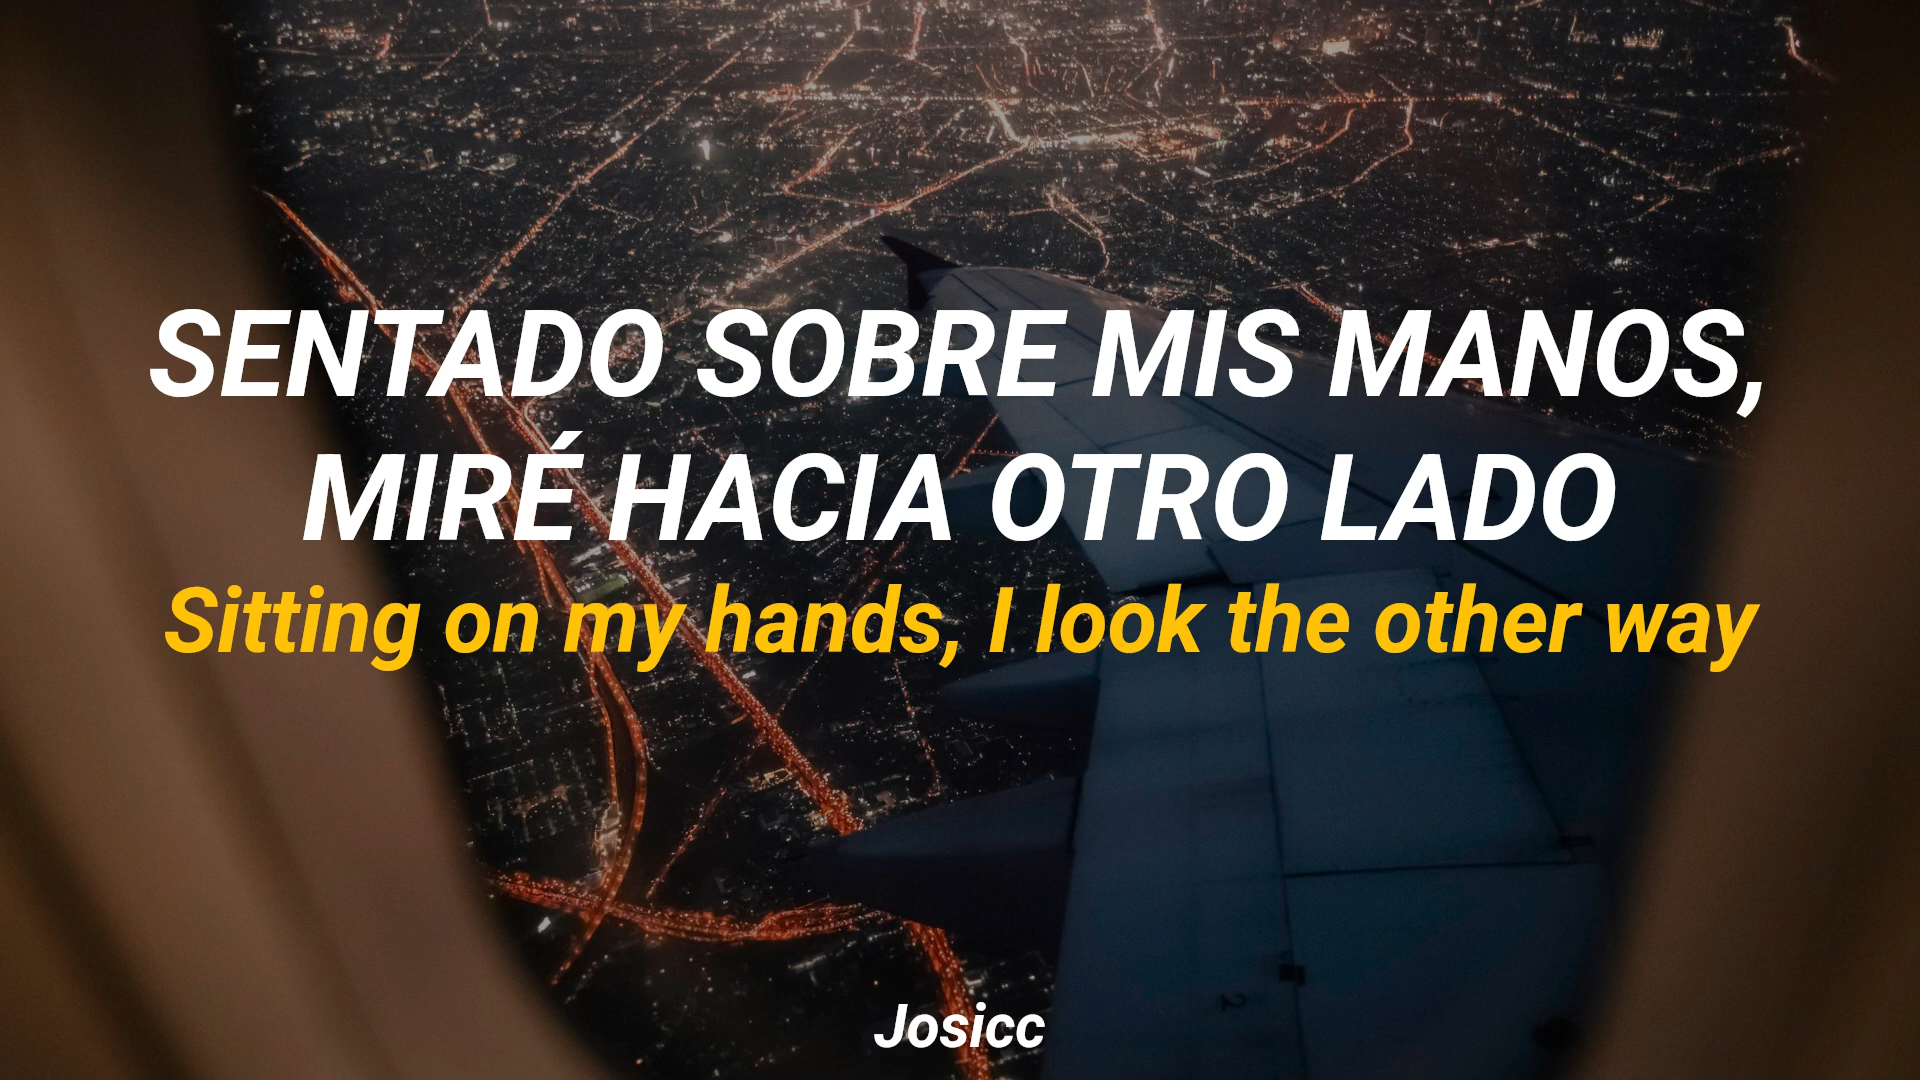 SENTADO SOBRE MIS MANOS,
MIRÉ HACIA OTRO LADO
Sitting on my hands, I look the other way
Josicc